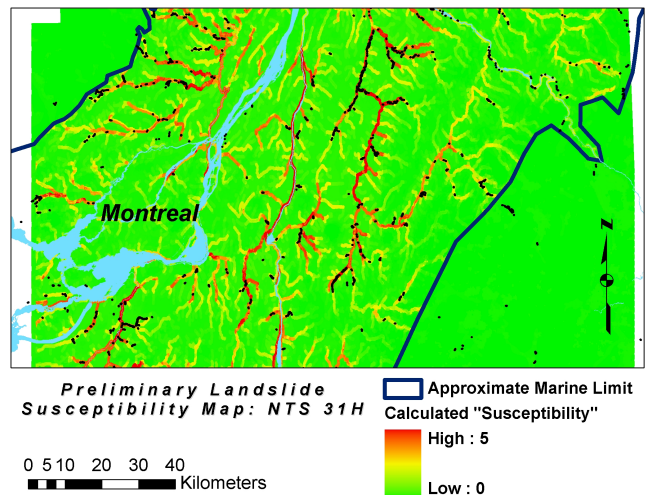 Montreal
N
Preliminary Landslide
Susceptibility Map: NTS 31H
0 5 10 20 30 40
Kilometers
Approximate Marine Limit
Calculated "Susceptibility"
High : 5
Low : 0